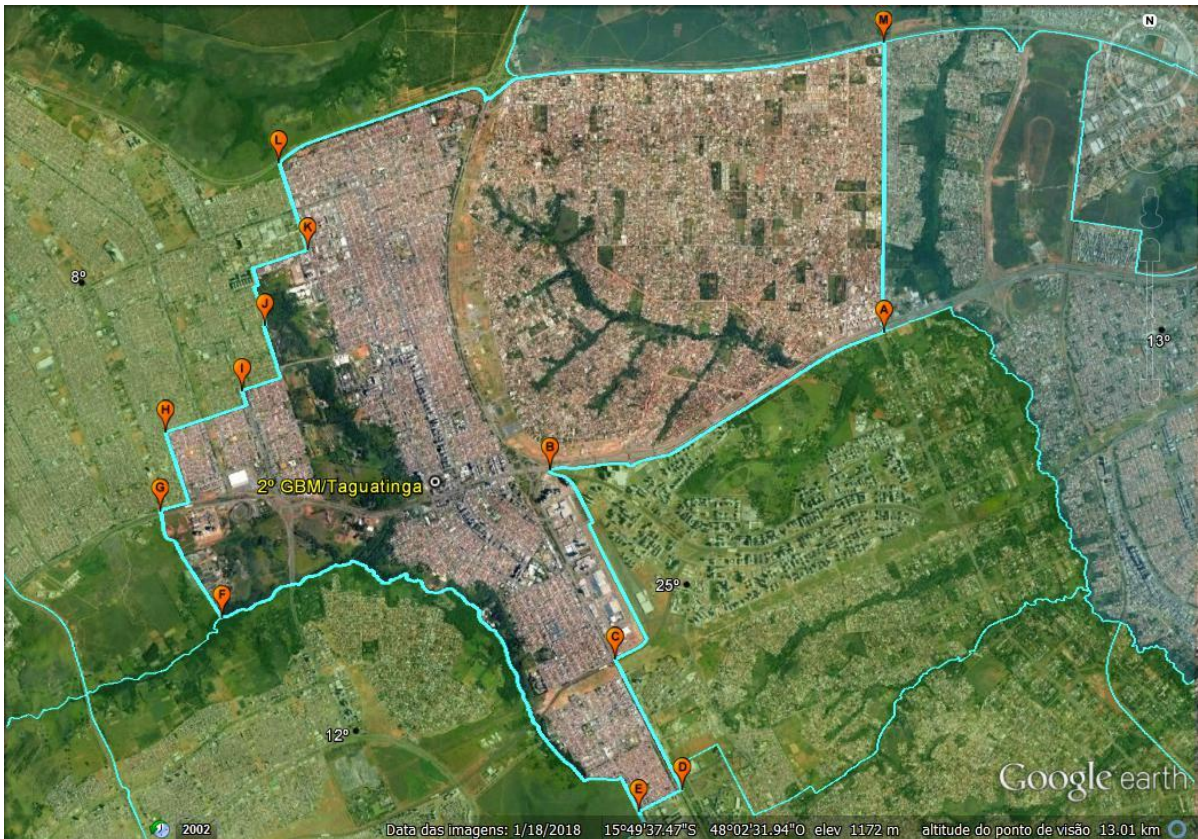 N
M
L
K
8º
J
A
13º
I
H
B
2º GBM/Taguatinga
G
25º
F
C
12º
D
E
Google earth
2002
Data das imagens: 1/18/2018 15º49'37.47"S 48º02'31.94"O elev 1172 m altitude do ponto de visão 13.01 km